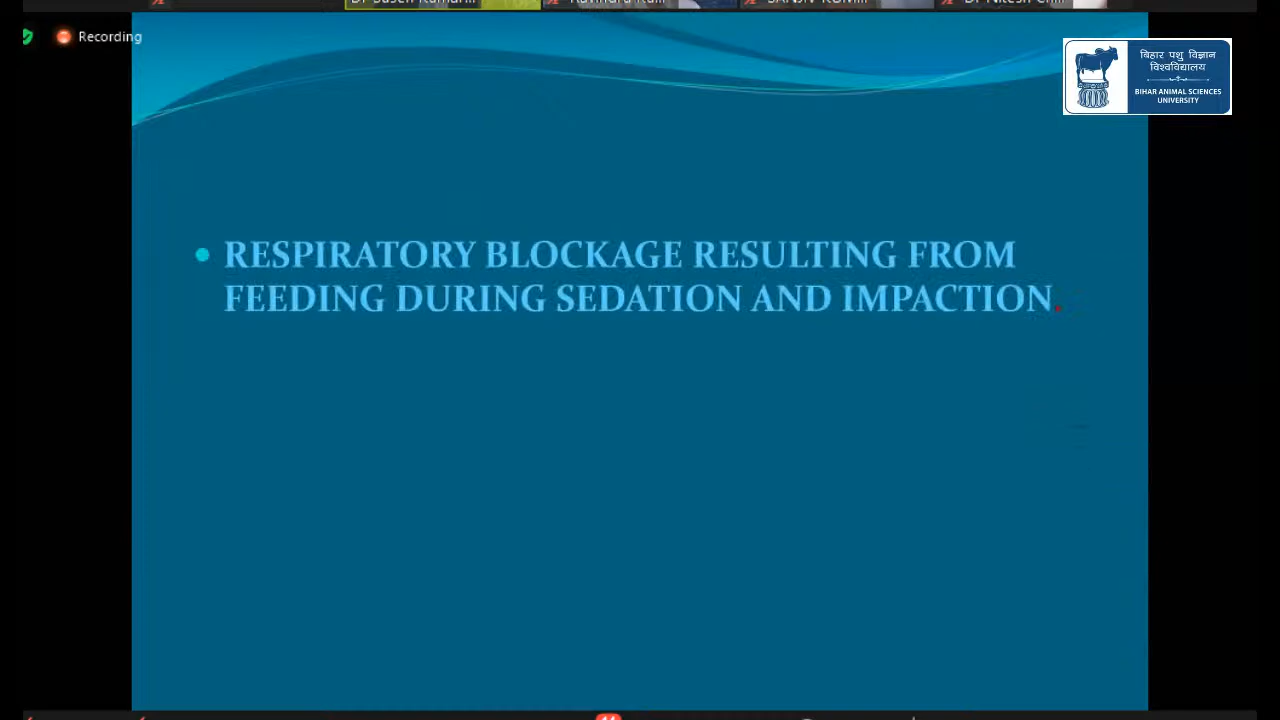 Recording
बिहार पशु विज्ञान
विश्वविद्यालय
BIHAR ANIMAL SCIENCES
UNIVERSITY
• RESPIRATORY BLOCKAGE RESULTING FROM
FEEDING DURING SEDATION AND IMPACTION.